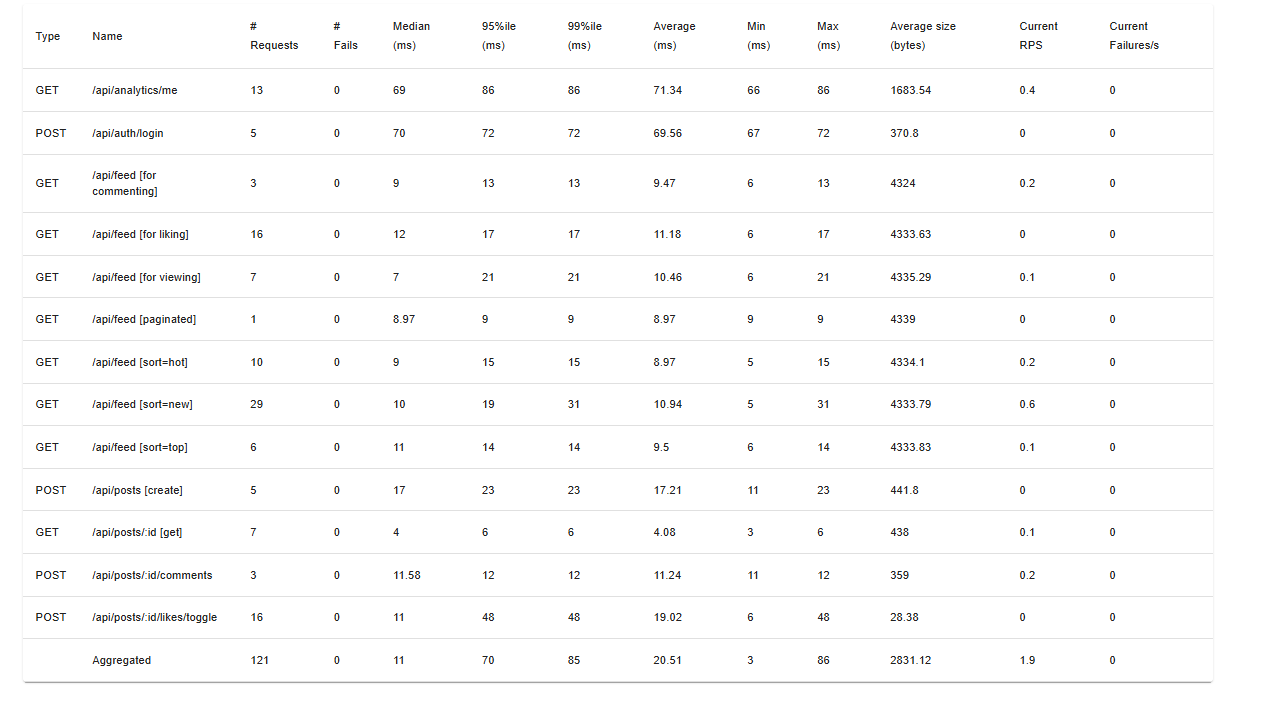 Type Name # Requests # Fails Median (ms) 95%ile (ms) 99%ile (ms) Average (ms) Min (ms) Max (ms) Average size (bytes) Current RPS Current Failures/s
GET /api/analytics/me 13 0 69 86 86 71.34 66 86 1683.54 0.4 0
POST /api/auth/login 5 0 70 72 72 69.56 67 72 370.8 0 0
GET /api/feed [for commenting] 3 0 9 13 13 9.47 6 13 4324 0.2 0
GET /api/feed [for liking] 16 0 12 17 17 11.18 6 17 4333.63 0 0
GET /api/feed [for viewing] 7 0 7 21 21 10.46 6 21 4335.29 0.1 0
GET /api/feed [paginated] 1 0 8.97 9 9 8.97 9 9 4339 0 0
GET /api/feed [sort=hot] 10 0 9 15 15 8.97 5 15 4334.1 0.2 0
GET /api/feed [sort=new] 29 0 10 19 31 10.94 5 31 4333.79 0.6 0
GET /api/feed [sort=top] 6 0 11 14 14 9.5 6 14 4333.83 0.1 0
POST /api/posts [create] 5 0 17 23 23 17.21 11 23 441.8 0 0
GET /api/posts/:id [get] 7 0 4 6 6 4.08 3 6 438 0.1 0
POST /api/posts/:id/comments 3 0 11.58 12 12 11.24 11 12 359 0.2 0
POST /api/posts/:id/likes/toggle 16 0 11 48 48 19.02 6 48 28.38 0 0
Aggregated 121 0 11 70 85 20.51 3 86 2831.12 1.9 0